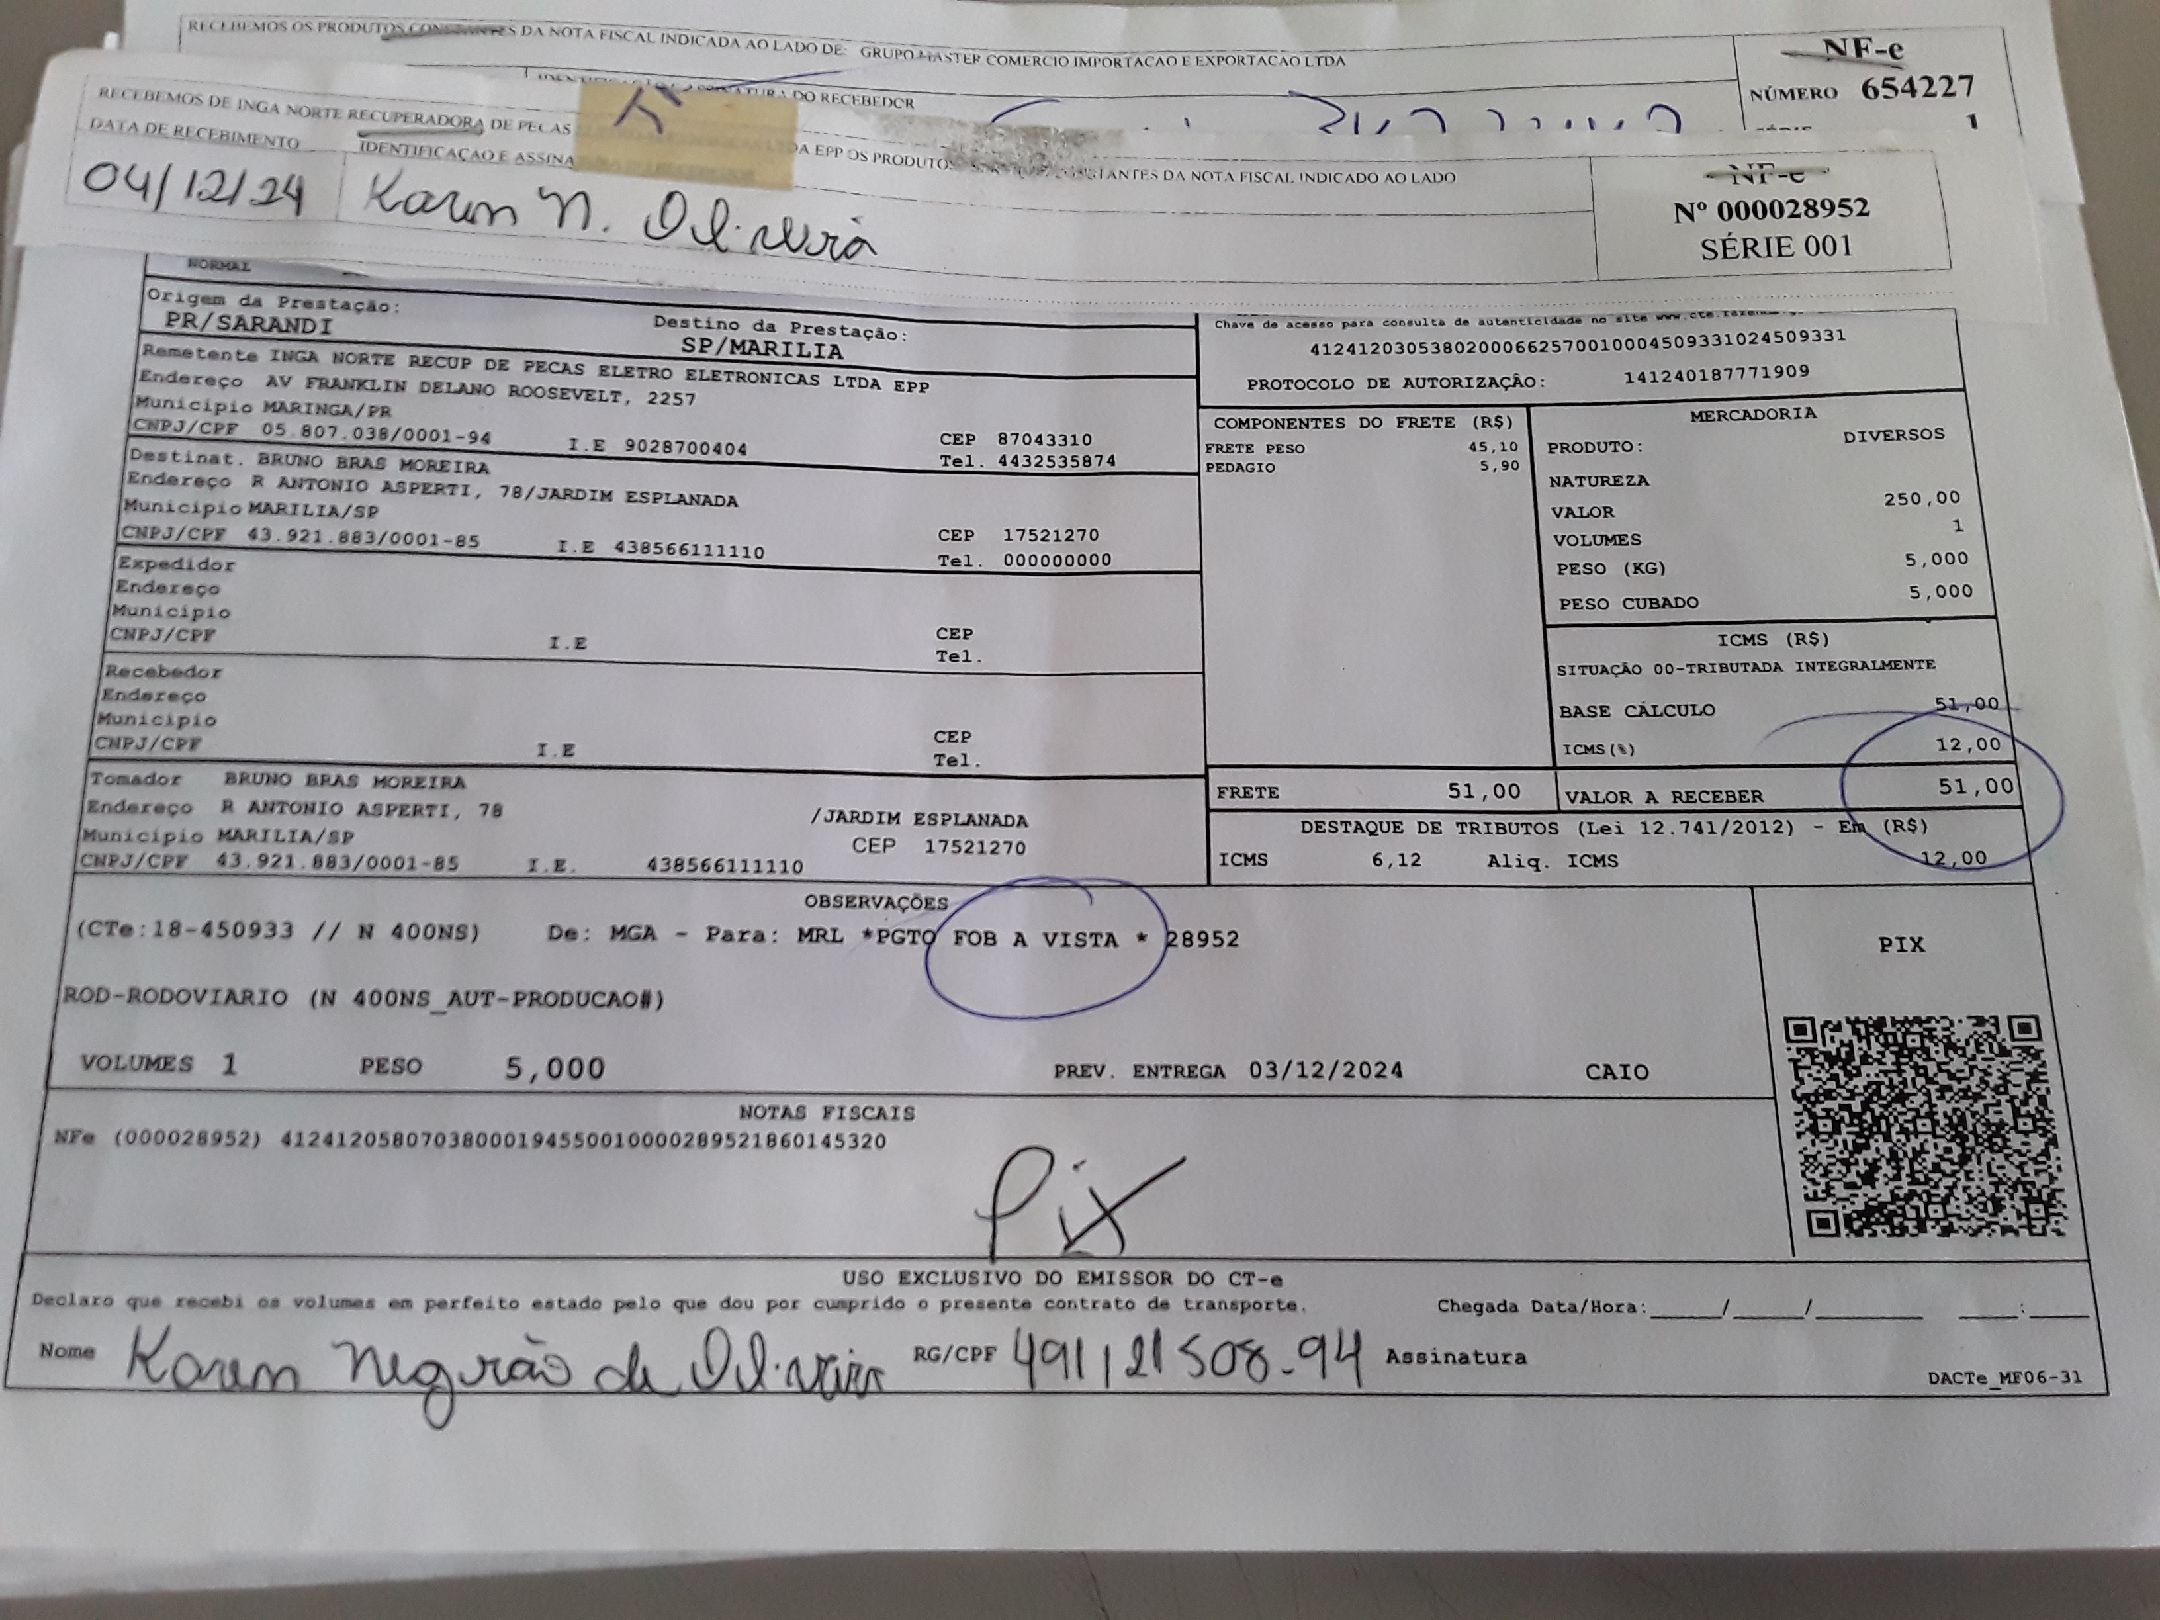 RECEBEMOS OS PRODUTOS CONSTANTES DA NOTA FISCAL INDICADA AO LADO DE: GRUPO MASTER COMERCIO IMPORTACAO E EXPORTACAO LTDA
NF-e
NÚMERO 654227
DO RECEBEDOR
1
RECEBEMOS DE INGA NORTE RECUPERADORA DE PECAS
LTDA EPP OS PRODUTOS CONSTANTES DA NOTA FISCAL INDICADO AO LADO
DATA DE RECEBIMENTO
IDENTIFICAÇAO E ASSINA
04/12/24
Karen N. Oliveira
NF-e
Nº 000028952
SÉRIE 001
NORMAL
Origem da Prestação:
PR/SARANDI
Destino da Prestação:
SP/MARILIA
Chave de acesso para consulta de autenticidade no site www.cte.fazenda.
41241203053802000662570010004509331024509331
PROTOCOLO DE AUTORIZAÇÃO: 141240187771909
Remetente INGA NORTE RECUP DE PECAS ELETRO ELETRONICAS LTDA EPP
Endereço AV FRANKLIN DELANO ROOSEVELT, 2257
Município MARINGA/PR
CEP 87043310
CNPJ/CPF 05.807.038/0001-94 I.E 9028700404 Tel. 4432535874
Destinat. BRUNO BRAS MOREIRA
Endereço R ANTONIO ASPERTI, 78/JARDIM ESPLANADA
Município MARILIA/SP
CEP 17521270
CNPJ/CPF 43.921.883/0001-85 I.E 438566111110 Tel. 000000000
Expedidor
Endereço
Município
CEP
CNPJ/CPF I.E Tel.
Recebedor
Endereço
Município
CEP
CNPJ/CPF I.E Tel.
Tomador BRUNO BRAS MOREIRA
Endereço R ANTONIO ASPERTI, 78 /JARDIM ESPLANADA
Município MARILIA/SP CEP 17521270
CNPJ/CPF 43.921.883/0001-85 I.E. 438566111110
COMPONENTES DO FRETE (R$)
FRETE PESO 45,10
PEDAGIO 5,90
MERCADORIA
PRODUTO: DIVERSOS
NATUREZA
VALOR 250,00
VOLUMES 1
PESO (KG) 5,000
PESO CUBADO 5,000
ICMS (R$)
SITUAÇÃO 00-TRIBUTADA INTEGRALMENTE
BASE CÁLCULO 51,00
ICMS(%) 12,00
FRETE 51,00 VALOR A RECEBER 51,00
DESTAQUE DE TRIBUTOS (Lei 12.741/2012) - Em (R$)
ICMS 6,12 Aliq. ICMS 12,00
OBSERVAÇÕES
(CTe:18-450933 // N 400NS) De: MGA - Para: MRL *PGTO FOB A VISTA * 28952
PIX
ROD-RODOVIARIO (N 400NS_AUT-PRODUCAO#)
VOLUMES 1 PESO 5,000 PREV. ENTREGA 03/12/2024 CAIO
NOTAS FISCAIS
NFe (000028952) 41241205807038000194550010000289521860145320
Pix
USO EXCLUSIVO DO EMISSOR DO CT-e
Declaro que recebi os volumes em perfeito estado pelo que dou por cumprido o presente contrato de transporte. Chegada Data/Hora:_____/_____/_______ ____:____
Nome Karen Negrão de Oliveira RG/CPF 491121508-94 Assinatura
DACTe_MF06-31